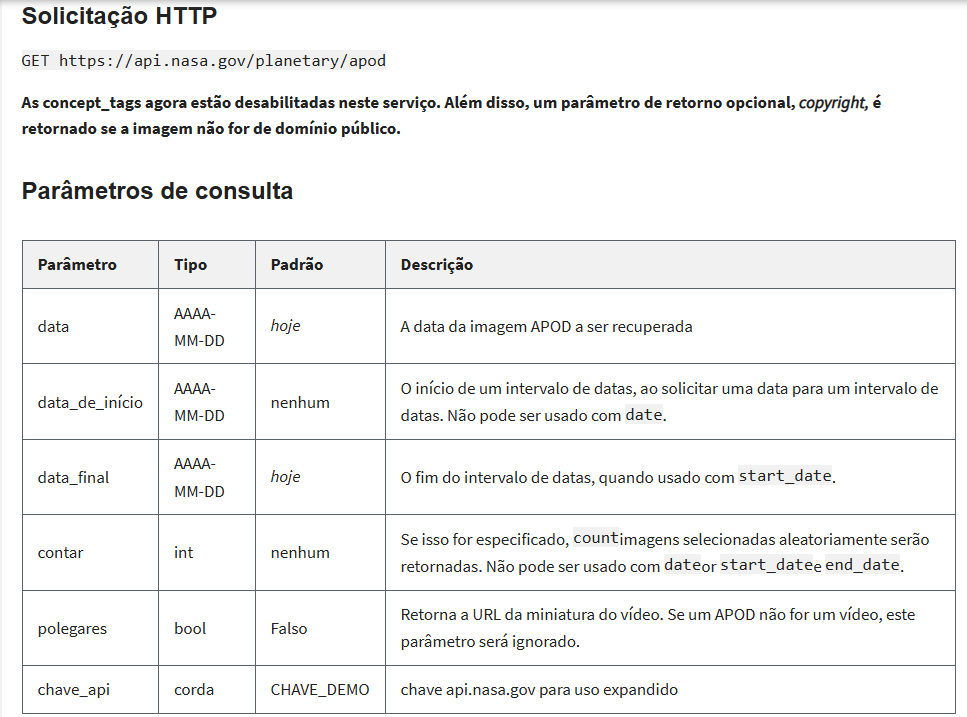 Solicitação HTTP
GET https://api.nasa.gov/planetary/apod
As concept_tags agora estão desabilitadas neste serviço. Além disso, um parâmetro de retorno opcional, copyright, é
retornado se a imagem não for de domínio público.
Parâmetros de consulta
Parâmetro Tipo Padrão Descrição
data AAAA-MM-DD hoje A data da imagem APOD a ser recuperada
data_de_início AAAA-MM-DD nenhum O início de um intervalo de datas, ao solicitar uma data para um intervalo de
datas. Não pode ser usado com date.
data_final AAAA-MM-DD hoje O fim do intervalo de datas, quando usado com start_date.
contar int nenhum Se isso for especificado, countimagens selecionadas aleatoriamente serão
retornadas. Não pode ser usado com dateor start_datee end_date.
polegares bool Falso Retorna a URL da miniatura do vídeo. Se um APOD não for um vídeo, este
parâmetro será ignorado.
chave_api corda CHAVE_DEMO chave api.nasa.gov para uso expandido